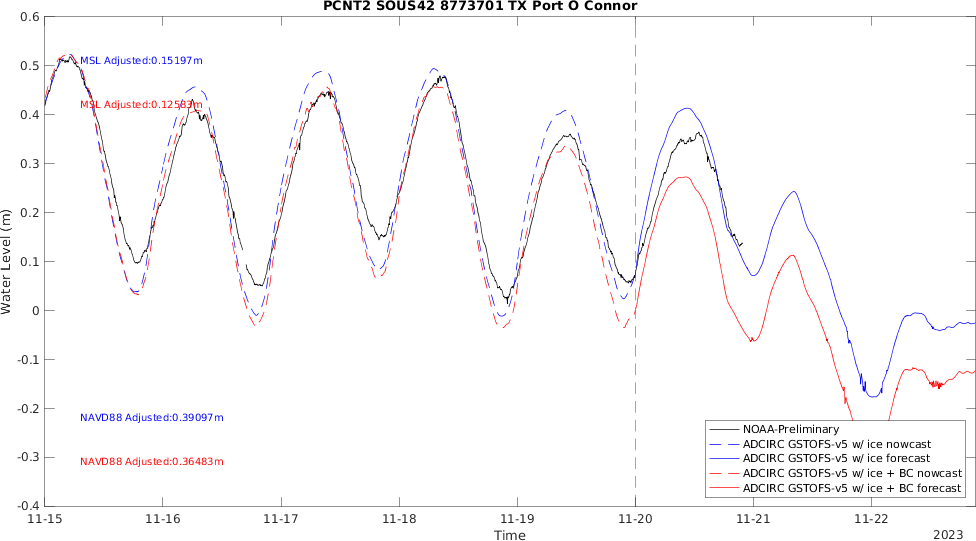 PCNT2 SOUS42 8773701 TX Port O Connor
0.6
0.5
0.4
0.3
0.2
0.1
0
-0.1
-0.2
-0.3
-0.4
Water Level (m)
MSL Adjusted:0.15197m
MSL Adjusted:0.12583m
NAVD88 Adjusted:0.39097m
NAVD88 Adjusted:0.36483m
NOAA-Preliminary
ADCIRC GSTOFS-v5 w/ ice nowcast
ADCIRC GSTOFS-v5 w/ ice forecast
ADCIRC GSTOFS-v5 w/ ice + BC nowcast
ADCIRC GSTOFS-v5 w/ ice + BC forecast
11-15 11-16 11-17 11-18 11-19 11-20 11-21 11-22
Time
2023